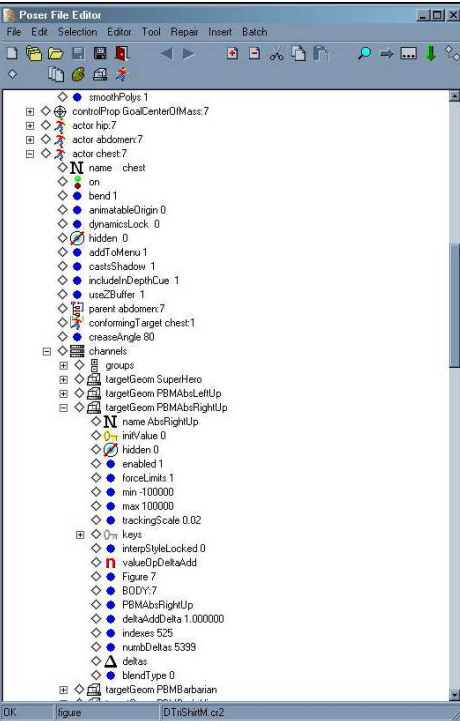 Poser File Editor
File Edit Selection Editor Tool Repair Insert Batch
smoothPolys 1
controlProp GoalCenterOfMass:7
actor hip:7
actor abdomen:7
actor chest:7
N name chest
on
bend 1
animatableOrigin 0
dynamicsLock 0
hidden 0
addToMenu 1
castsShadow 1
includeInDepthCue 1
useZBuffer 1
parent abdomen:7
conformingTarget chest:1
creaseAngle 80
channels
groups
targetGeom SuperHero
targetGeom PBMAbsLeftUp
targetGeom PBMAbsRightUp
N name AbsRightUp
initValue 0
hidden 0
enabled 1
forceLimits 1
min -100000
max 100000
trackingScale 0.02
keys
interpStyleLocked 0
n valueOpDeltaAdd
Figure 7
BODY:7
PBMAbsRightUp
deltaAddDelta 1.000000
indexes 525
numbDeltas 5399
deltas
blendType 0
targetGeom PBMBarbarian
OK figure DTriShirtM.cr2